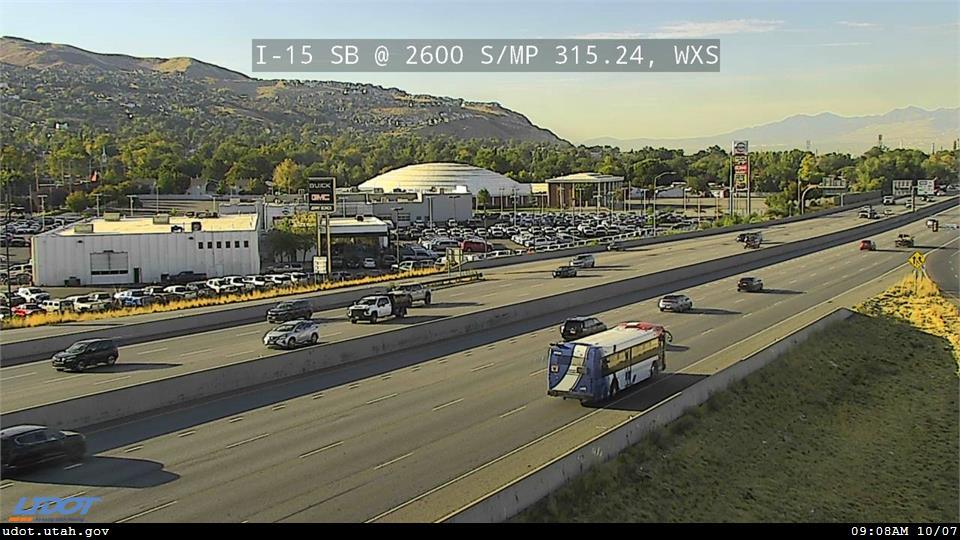 I-15 SB @ 2600 S/MP 315.24, WXS
BUICK
GMC
UDOT
udot.utah.gov
09:08AM 10/07